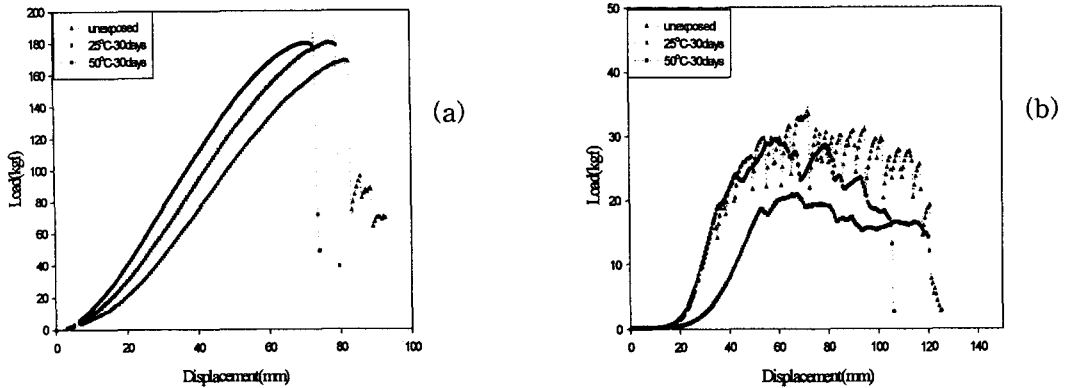 200
180
160
140
120
100
80
60
40
20
0
Load(kgf)
unexposed
25°C-30days
50°C-30days
0 20 40 60 80 100
Displacement(mm)
(a)
50
40
30
20
10
0
Load(kgf)
unexposed
25°C-30days
50°C-30days
0 20 40 60 80 100 120 140
Displacement(mm)
(b)